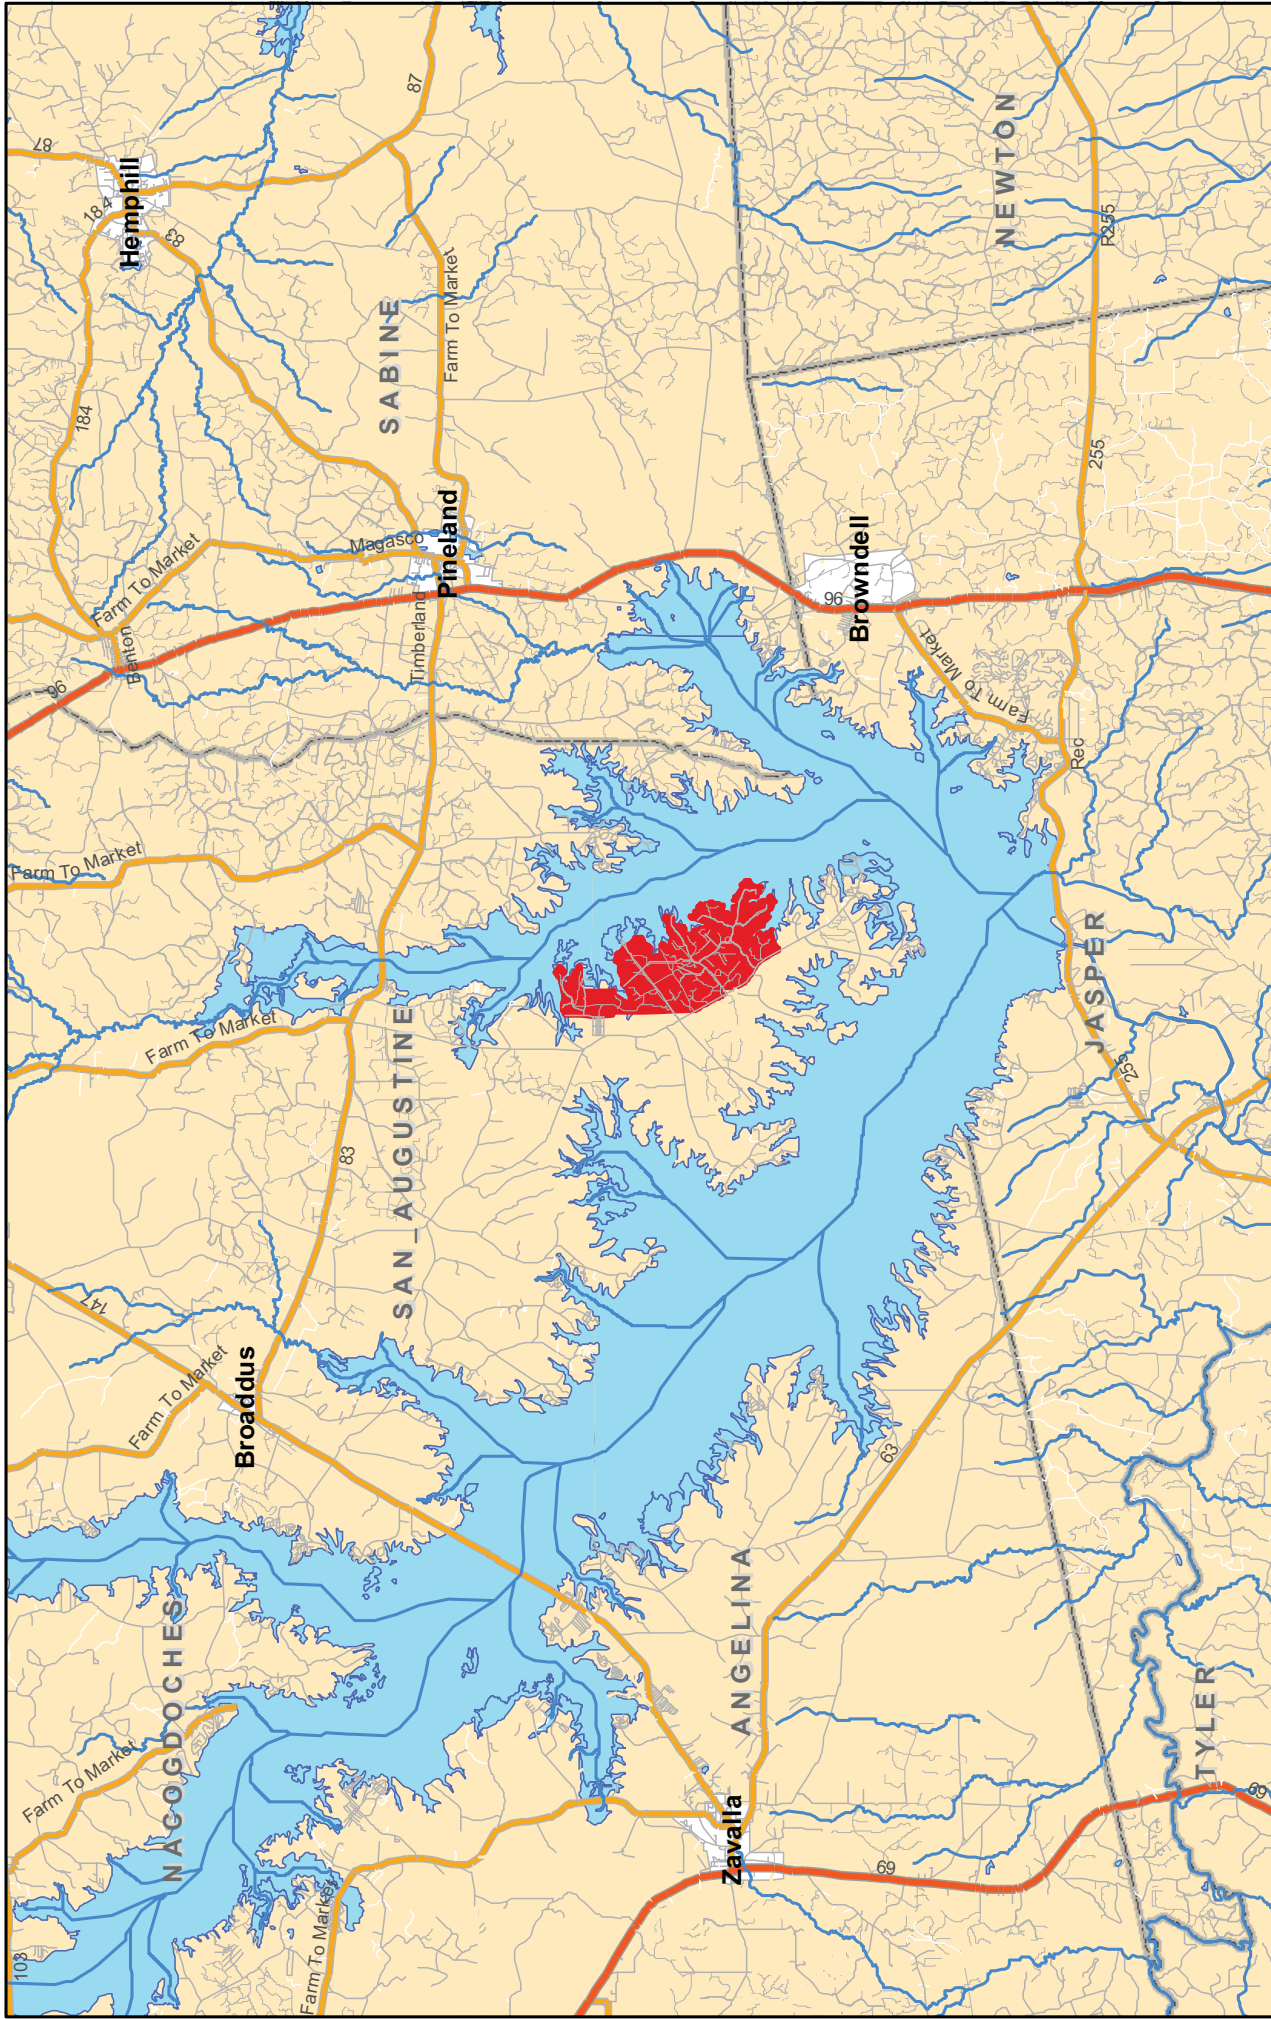 103
Farm To Market
96
87
Farm To Market
147
184
184
Hemphill
Benton
Farm To Market
NACOGDOCHES
Farm To Market
83
Farm To Market
Broaddus
Farm To Market
83
Magasco
SABINE
SAN_AUGUSTINE
Timberland
87
Pineland
Farm To Market
Zavalla
ANGELINA
96
Browndell
69
63
Farm To Market
NEWTON
Rec
JASPER
255
R255
255
TYLER
69